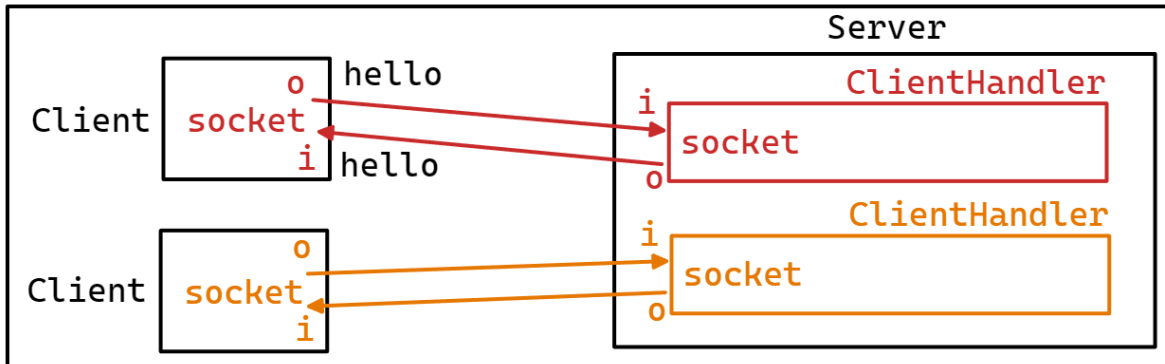 Server
o
hello
ClientHandler
i
Client
socket
socket
i
hello
o
ClientHandler
o
i
Client
socket
socket
i
o